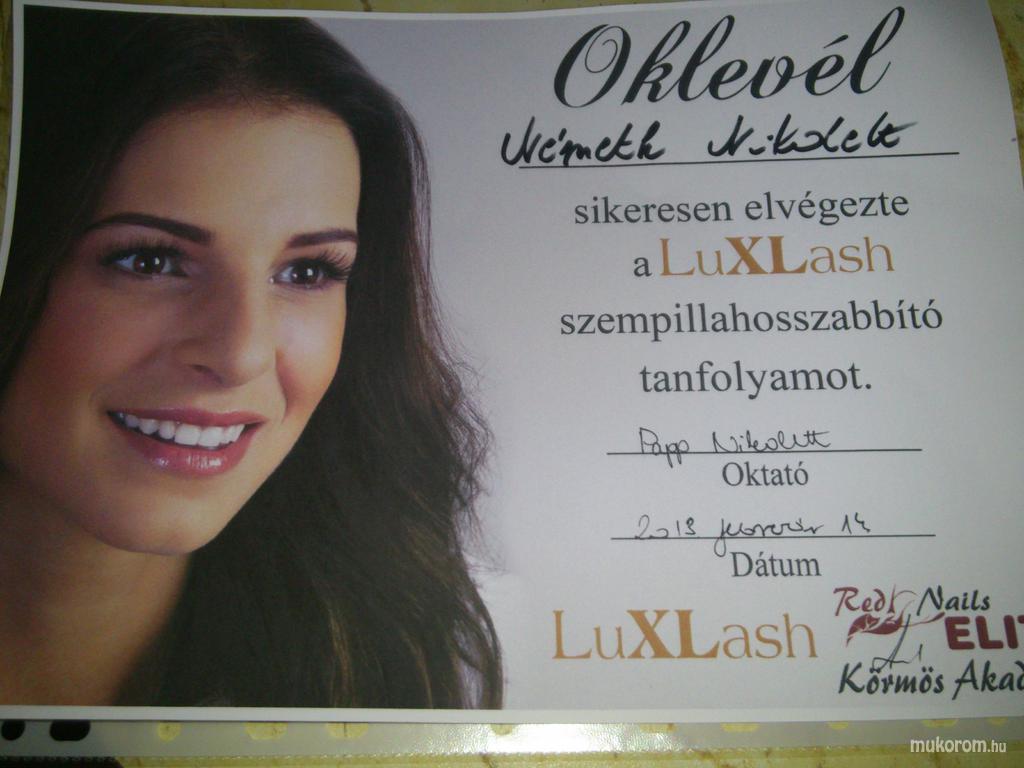 Oklevél
Németh Nikolett
sikeresen elvégezte
a LuXLash
szempillahosszabbító
tanfolyamot.
Papp Nikolett
Oktató
2013 január 14
Dátum
LuXLash
Red Nails
ELIT
Körmös Akad
mukorom.hu